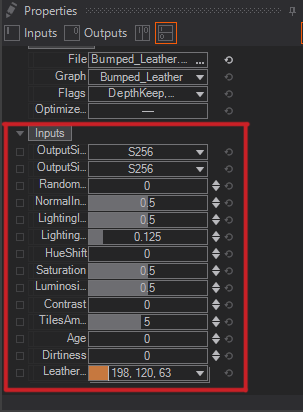 Properties
Inputs Outputs
File Bumped_Leather.... ...
Graph Bumped_Leather
Flags DepthKeep,...
Optimize... —
Inputs
OutputSi... S256
OutputSi... S256
Random... 0
NormalIn... 0.5
LightingI... 0.5
Lighting... 0.125
HueShift 0
Saturation 0.5
Luminosi... 0.5
Contrast 0
TilesAm... 5
Age 0
Dirtiness 0
Leather... 198, 120, 63